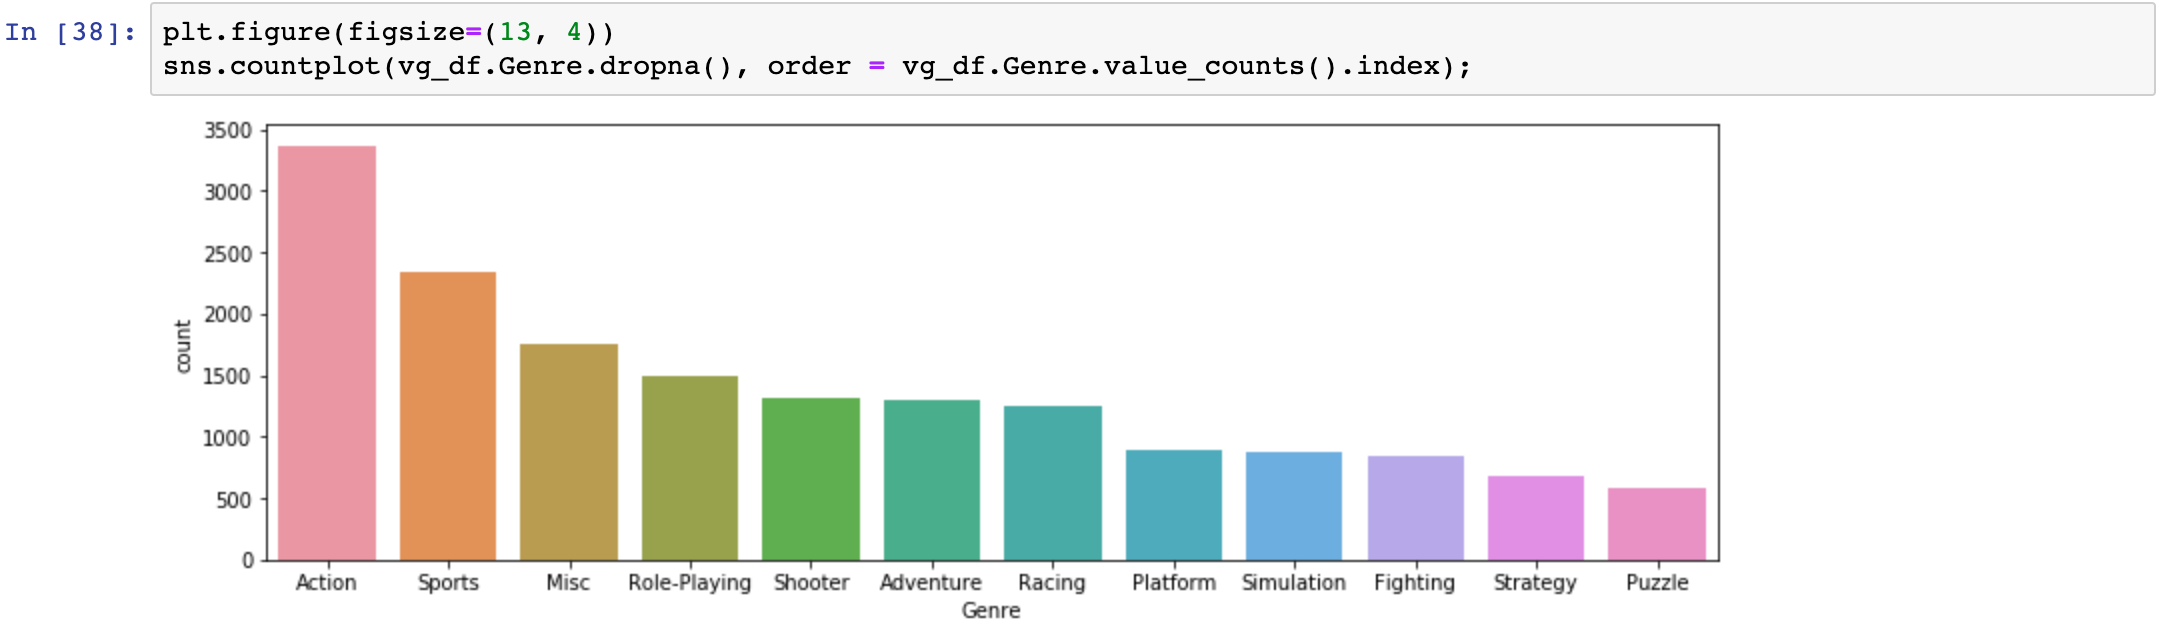 In [38]: plt.figure(figsize=(13, 4))
sns.countplot(vg_df.Genre.dropna(), order = vg_df.Genre.value_counts().index);
3500
3000
2500
2000
1500
1000
500
0
count
Action Sports Misc Role-Playing Shooter Adventure Racing Platform Simulation Fighting Strategy Puzzle
Genre